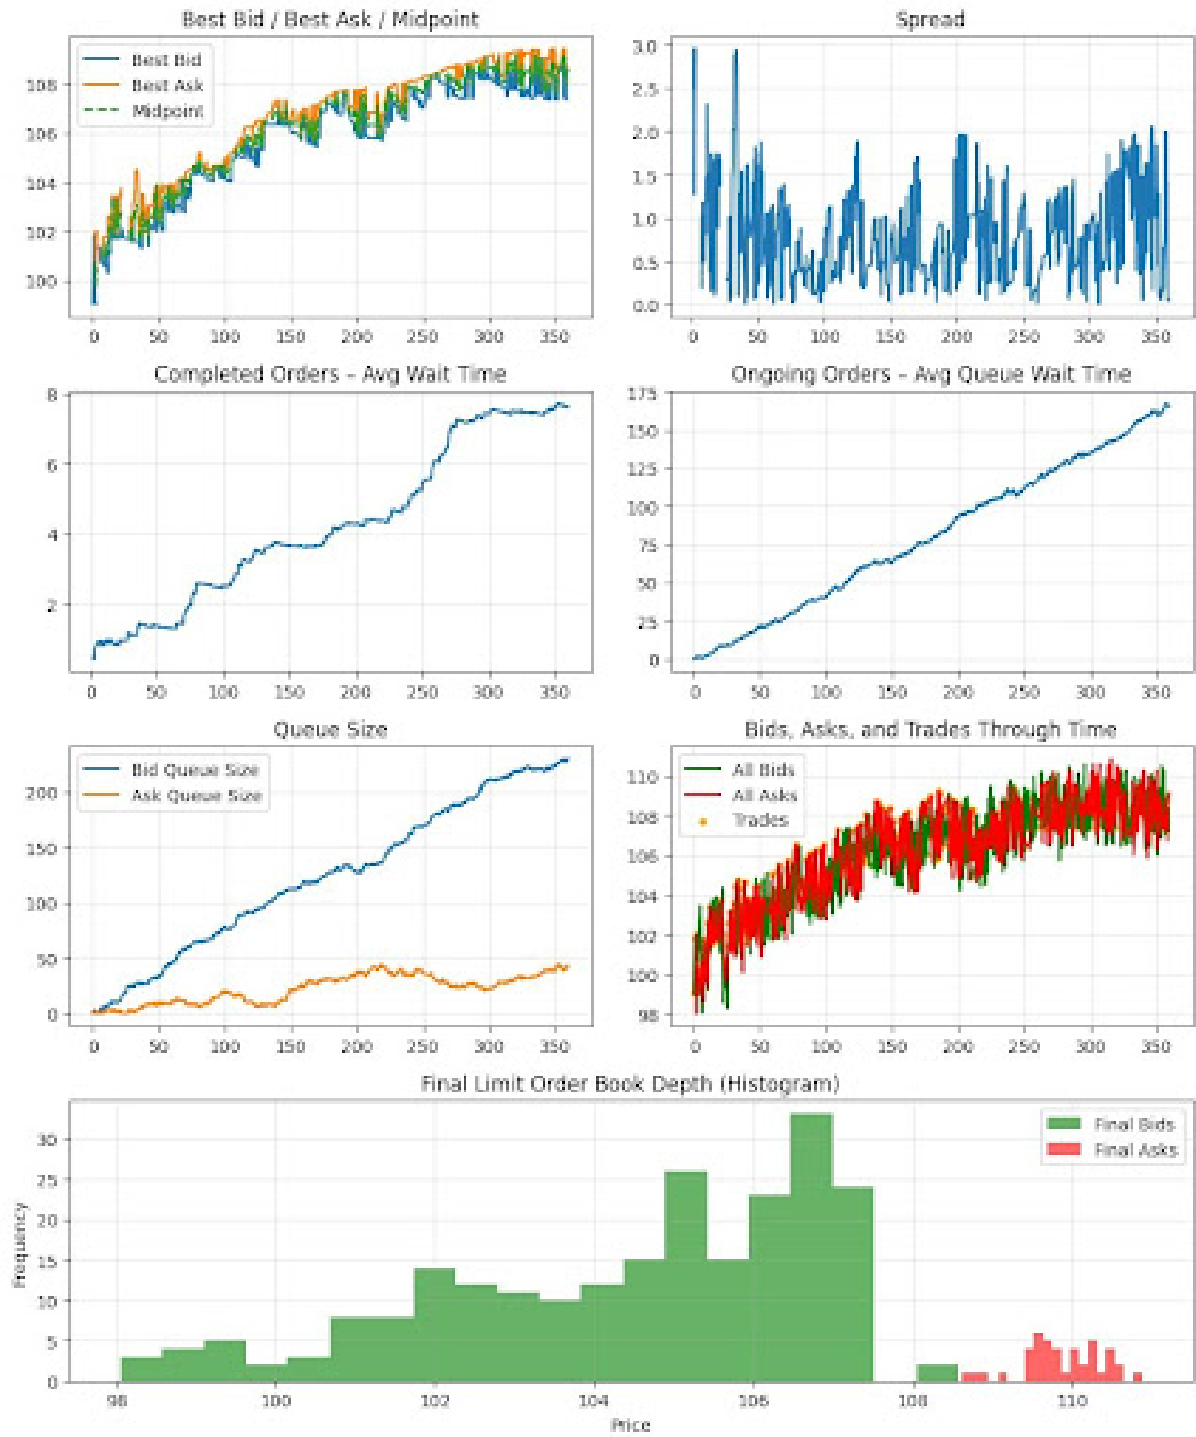 Best Bid / Best Ask / Midpoint
Best Bid
Best Ask
Midpoint
108
106
104
102
100
0 50 100 150 200 250 300 350
Spread
3.0
2.5
2.0
1.5
1.0
0.5
0.0
0 50 100 150 200 250 300 350
Completed Orders – Avg Wait Time
8
6
4
2
0 50 100 150 200 250 300 350
Ongoing Orders – Avg Queue Wait Time
175
150
125
100
75
50
25
0
0 50 100 150 200 250 300 350
Queue Size
Bid Queue Size
Ask Queue Size
200
150
100
50
0
0 50 100 150 200 250 300 350
Bids, Asks, and Trades Through Time
All Bids
All Asks
Trades
110
108
106
104
102
100
98
0 50 100 150 200 250 300 350
Final Limit Order Book Depth (Histogram)
Final Bids
Final Asks
Frequency
30
25
20
15
10
5
0
98 100 102 104 106 108 110
Price